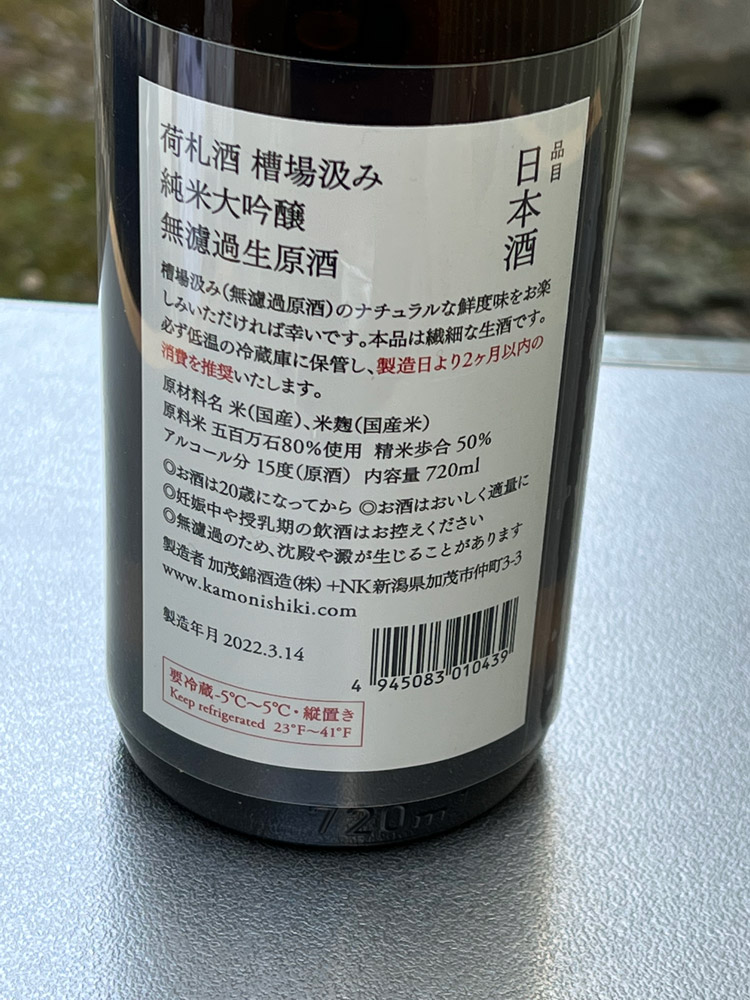 品目
日本酒
荷札酒 槽場汲み
純米大吟醸
無濾過生原酒
槽場汲み(無濾過原酒)のナチュラルな鮮度味をお楽
しみいただければ幸いです。本品は繊細な生酒です。
必ず低温の冷蔵庫に保管し、製造日より2ヶ月以内の
消費を推奨いたします。
原材料名 米(国産)、米麹(国産米)
原料米 五百万石80%使用 精米歩合 50%
アルコール分 15度(原酒) 内容量 720ml
◎お酒は20歳になってから ◎お酒はおいしく適量に
◎妊娠中や授乳期の飲酒はお控えください
◎無濾過のため、沈殿や澱が生じることがあります
製造者 加茂錦酒造(株) +NK 新潟県加茂市仲町3-3
www.kamonishiki.com
製造年月 2022.3.14
4 945083 010439
要冷蔵-5℃〜5℃・縦置き
Keep refrigerated 23°F〜41°F
720ml